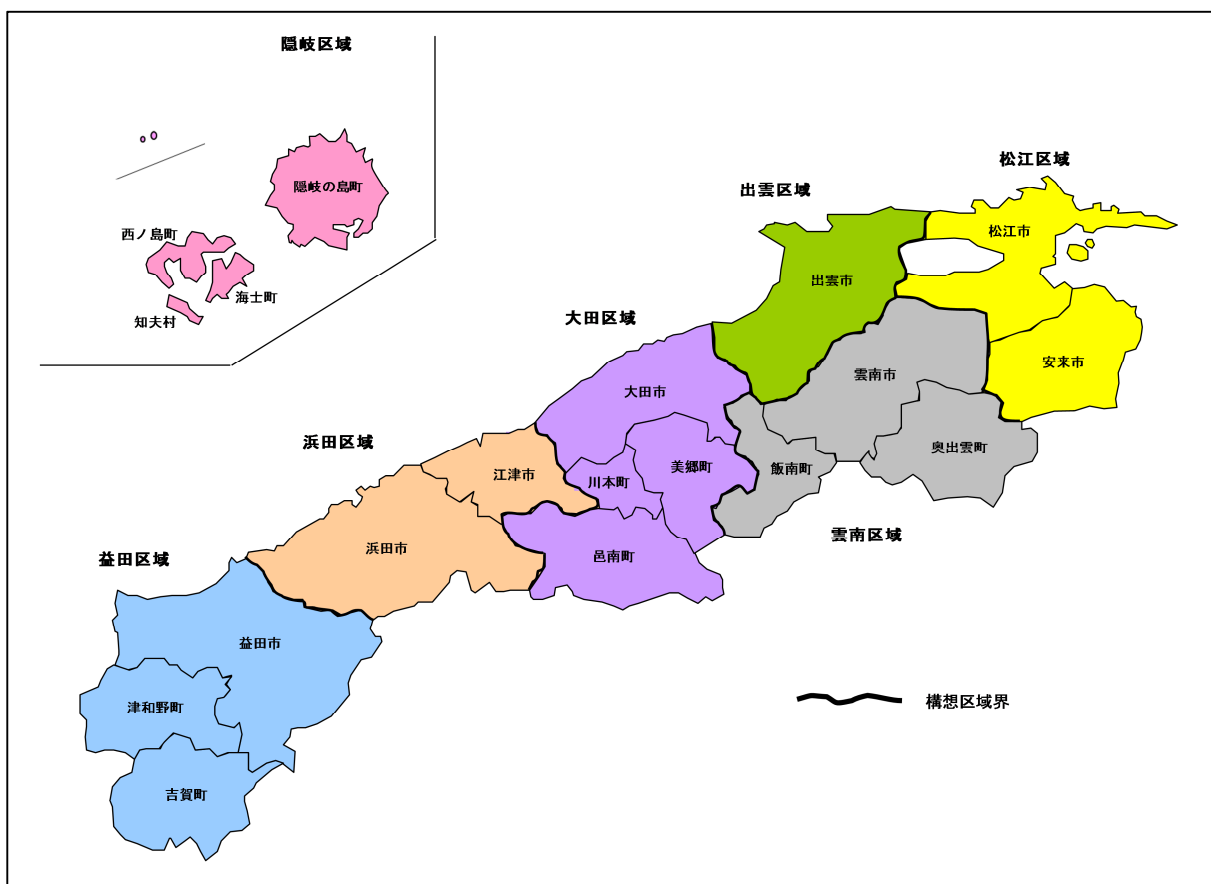 隠岐区域
隠岐の島町
西ノ島町
海士町
知夫村
松江区域
出雲区域
松江市
出雲市
大田区域
安来市
雲南市
大田市
浜田区域
奥出雲町
美郷町
飯南町
江津市
川本町
雲南区域
浜田市
邑南町
益田区域
益田市
構想区域界
津和野町
吉賀町